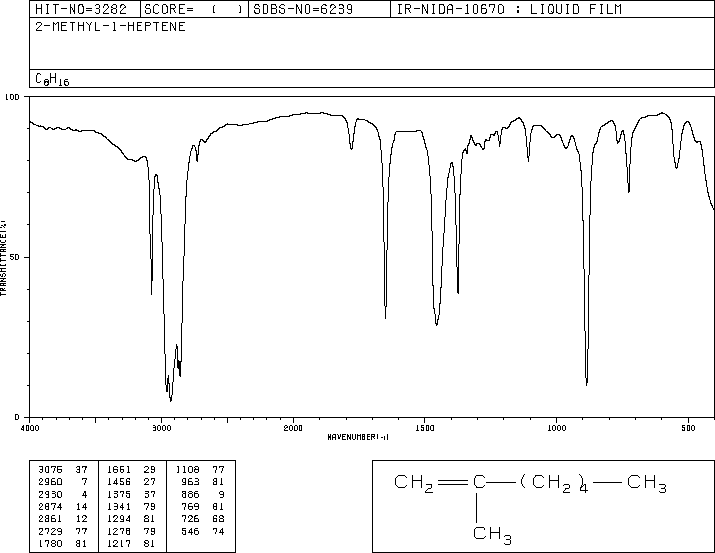 HIT-NO=3282 SCORE= ( ) SDBS-NO=6239 IR-NIDA-10670 : LIQUID FILM
2-METHYL-1-HEPTENE
C8H16
100
50
0
TRANSMITTANCE(%)
4000 3000 2000 1500 1000 500
WAVENUMBER(-1)
3076 37 1651 29 1108 77
2960 7 1456 27 963 81
2930 4 1375 37 886 9
2874 14 1341 79 769 81
2861 12 1294 81 726 68
2729 77 1278 79 546 74
1780 81 1217 81
CH2=C-(CH2)4-CH3
CH3